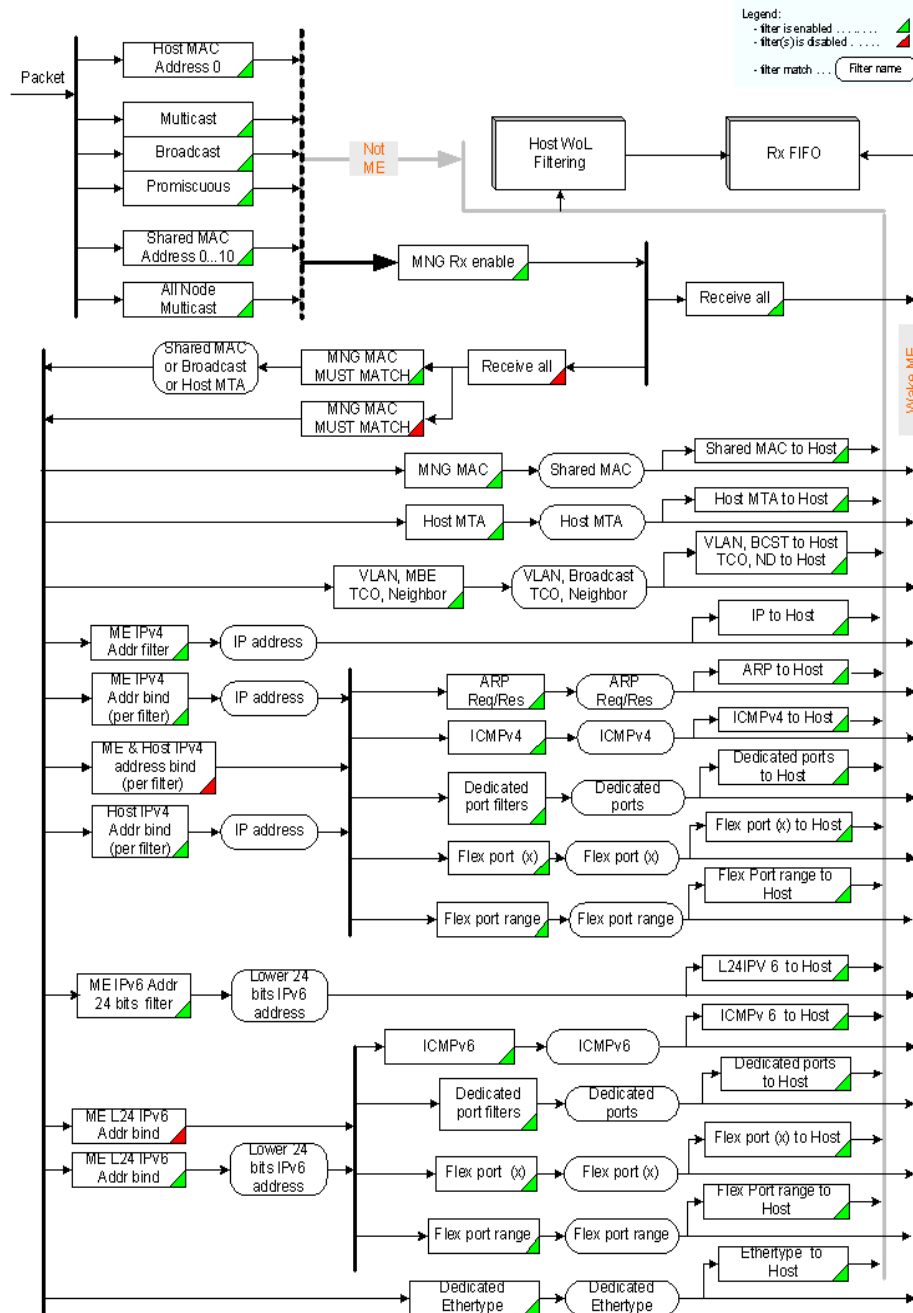 Legend:
- filter is enabled . . . . . . . .
- filter(s) is disabled . . . . .
- filter match . . . Filter name
Packet
Host MAC
Address 0
Multicast
Broadcast
Promiscuous
Shared MAC
Address 0...10
All Node
Multicast
Not
ME
Host WoL
Filtering
Rx FIFO
MNG Rx enable
Receive all
Wake ME
Shared MAC
or Broadcast
or Host MTA
MNG MAC
MUST MATCH
Receive all
MNG MAC
MUST MATCH
MNG MAC
Shared MAC
Shared MAC to Host
Host MTA
Host MTA
Host MTA to Host
VLAN, MBE
TCO, Neighbor
VLAN, Broadcast
TCO, Neighbor
VLAN, BCST to Host
TCO, ND to Host
ME IPv4
Addr filter
IP address
IP to Host
ME IPv4
Addr bind
(per filter)
IP address
ME & Host IPv4
address bind
(per filter)
Host IPv4
Addr bind
(per filter)
IP address
ARP
Req/Res
ARP
Req/Res
ARP to Host
ICMPv4
ICMPv4
ICMPv4 to Host
Dedicated
port filters
Dedicated
ports
Dedicated ports
to Host
Flex port (x)
Flex port (x)
Flex port (x) to Host
Flex port range
Flex port range
Flex Port range to
Host
ME IPv6 Addr
24 bits filter
Lower 24
bits IPv6
address
L24IPV 6 to Host
ICMPv6
ICMPv6
ICMPv 6 to Host
Dedicated
port filters
Dedicated
ports
Dedicated ports
to Host
ME L24 IPv6
Addr bind
ME L24 IPv6
Addr bind
Lower 24
bits IPv6
address
Flex port (x)
Flex port (x)
Flex port (x) to Host
Flex port range
Flex port range
Flex Port range to
Host
Dedicated
Ethertype
Dedicated
Ethertype
Ethertype to
Host